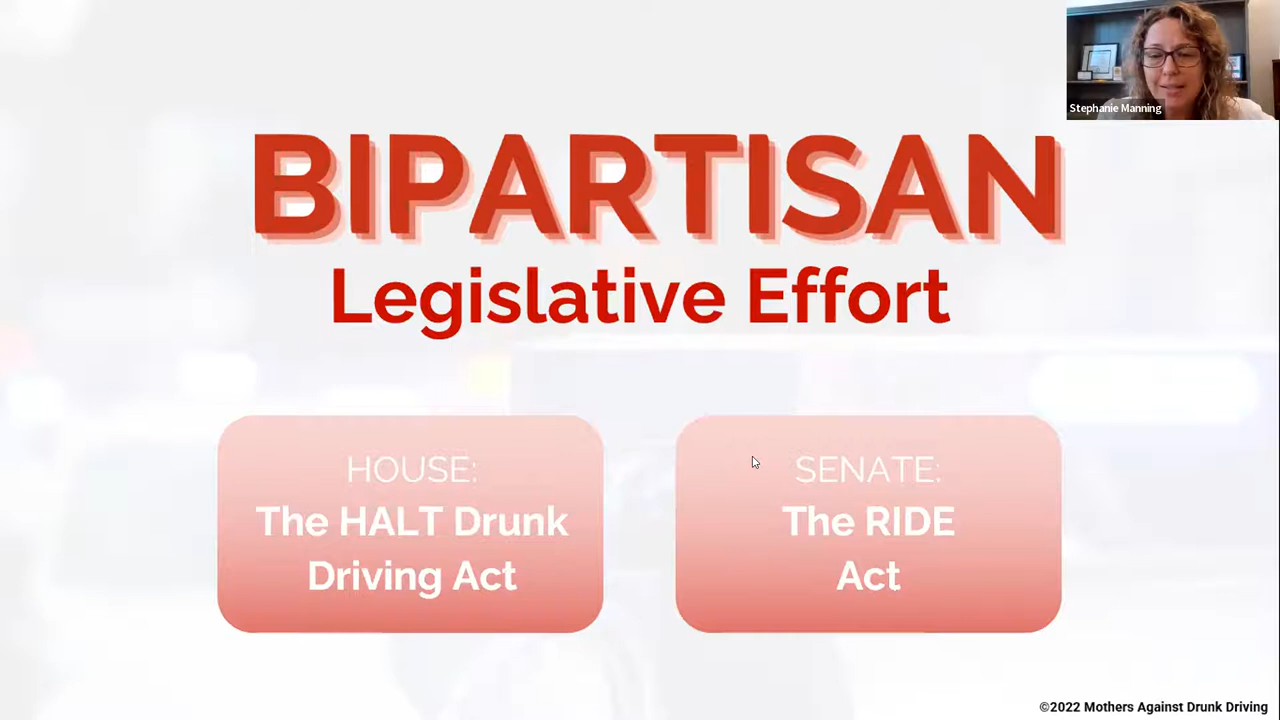 Stephanie Manning
BIPARTISAN
Legislative Effort
HOUSE:
The HALT Drunk
Driving Act
SENATE:
The RIDE
Act
©2022 Mothers Against Drunk Driving